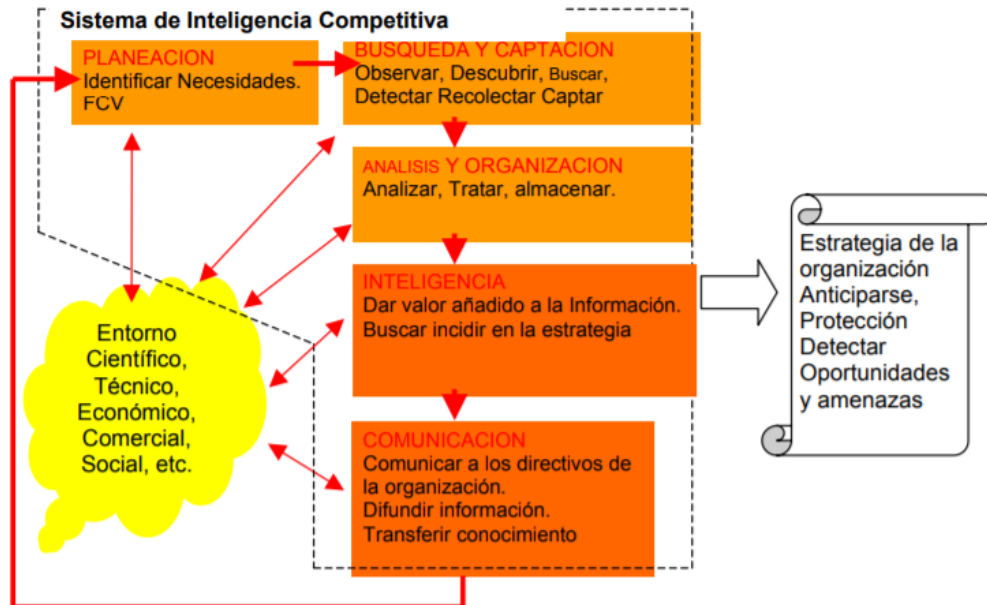 Sistema de Inteligencia Competitiva
PLANEACION
Identificar Necesidades.
FCV
BUSQUEDA Y CAPTACION
Observar, Descubrir, Buscar,
Detectar Recolectar Captar
ANALISIS Y ORGANIZACION
Analizar, Tratar, almacenar.
INTELIGENCIA
Dar valor añadido a la Información.
Buscar incidir en la estrategia
COMUNICACION
Comunicar a los directivos de
la organización.
Difundir información.
Transferir conocimiento
Entorno
Científico,
Técnico,
Económico,
Comercial,
Social, etc.
Estrategia de la
organización
Anticiparse,
Protección
Detectar
Oportunidades
y amenazas